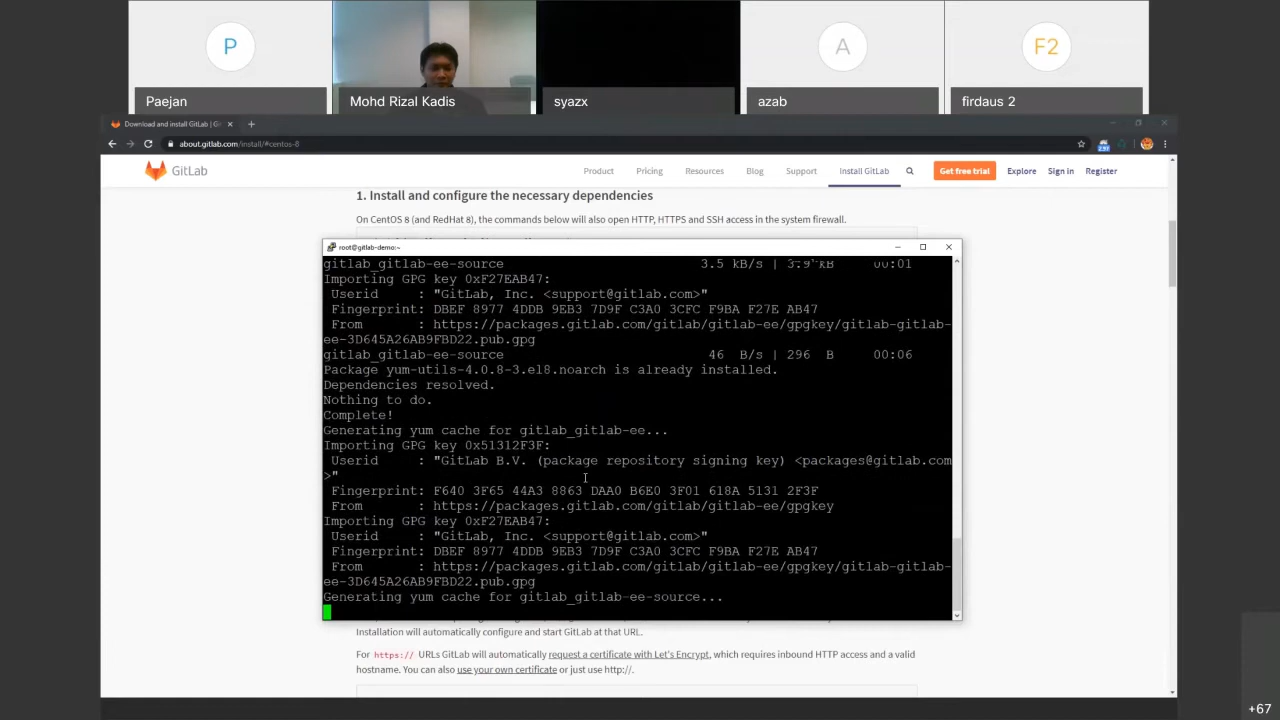 P
A
F2
Paejan
Mohd Rizal Kadis
syazx
azab
firdaus 2
Download and install GitLab | Gi
about.gitlab.com/install/#centos-8
GitLab
Product
Pricing
Resources
Blog
Support
Install GitLab
Get free trial
Explore
Sign in
Register
1. Install and configure the necessary dependencies
On CentOS 8 (and RedHat 8), the commands below will also open HTTP, HTTPS and SSH access in the system firewall.
root@gitlab-demo:~
gitlab_gitlab-ee-source 3.5 kB/s | 3.9 kB 00:01
Importing GPG key 0xF27EAB47:
Userid : "GitLab, Inc. <support@gitlab.com>"
Fingerprint: DBEF 8977 4DDB 9EB3 7D9F C3A0 3CFC F9BA F27E AB47
From : https://packages.gitlab.com/gitlab/gitlab-ee/gpgkey/gitlab-gitlab-
ee-3D645A26AB9FBD22.pub.gpg
gitlab_gitlab-ee-source 46 B/s | 296 B 00:06
Package yum-utils-4.0.8-3.el8.noarch is already installed.
Dependencies resolved.
Nothing to do.
Complete!
Generating yum cache for gitlab_gitlab-ee...
Importing GPG key 0x51312F3F:
Userid : "GitLab B.V. (package repository signing key) <packages@gitlab.com
>"
Fingerprint: F640 3F65 44A3 8863 DAA0 B6E0 3F01 618A 5131 2F3F
From : https://packages.gitlab.com/gitlab/gitlab-ee/gpgkey
Importing GPG key 0xF27EAB47:
Userid : "GitLab, Inc. <support@gitlab.com>"
Fingerprint: DBEF 8977 4DDB 9EB3 7D9F C3A0 3CFC F9BA F27E AB47
From : https://packages.gitlab.com/gitlab/gitlab-ee/gpgkey/gitlab-gitlab-
ee-3D645A26AB9FBD22.pub.gpg
Generating yum cache for gitlab_gitlab-ee-source...
Installation will automatically configure and start GitLab at that URL.
For https:// URLs GitLab will automatically request a certificate with Let's Encrypt, which requires inbound HTTP access and a valid
hostname. You can also use your own certificate or just use http://.
+67